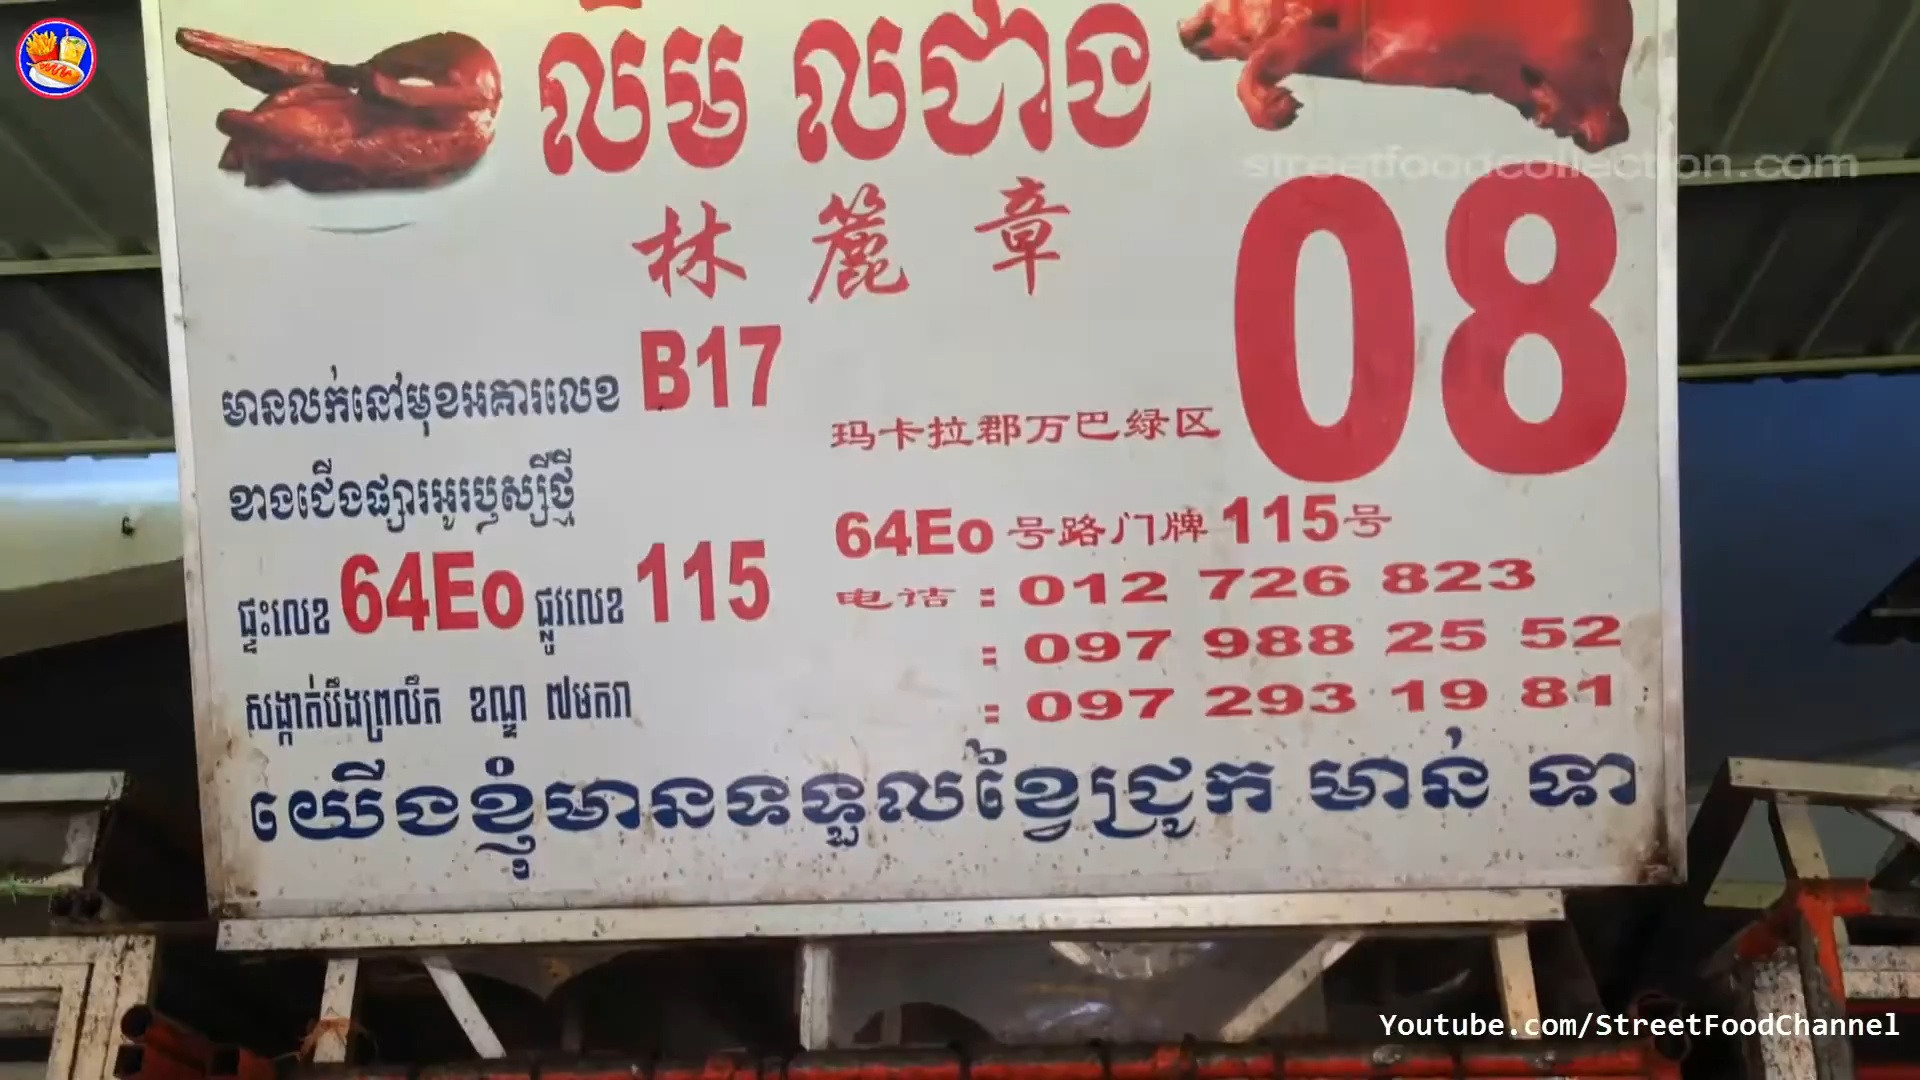 លឹម លជាង
streetfoodcollection.com
林篪章
08
មានលក់នៅមុខអគារលេខ B17
玛卡拉郡万巴绿区
ខាងជើងផ្សារអូរឫស្សីថ្មី
64Eo 号路门牌 115号
ផ្ទះលេខ 64Eo ផ្លូវលេខ 115
电话 : 012 726 823
: 097 988 25 52
សង្កាត់បឹងព្រលឹត ខណ្ឌ ៧មករា
: 097 293 19 81
យើងខ្ញុំមានទទួលខ្វៃជ្រូក មាន់ ទា
Youtube.com/StreetFoodChannel